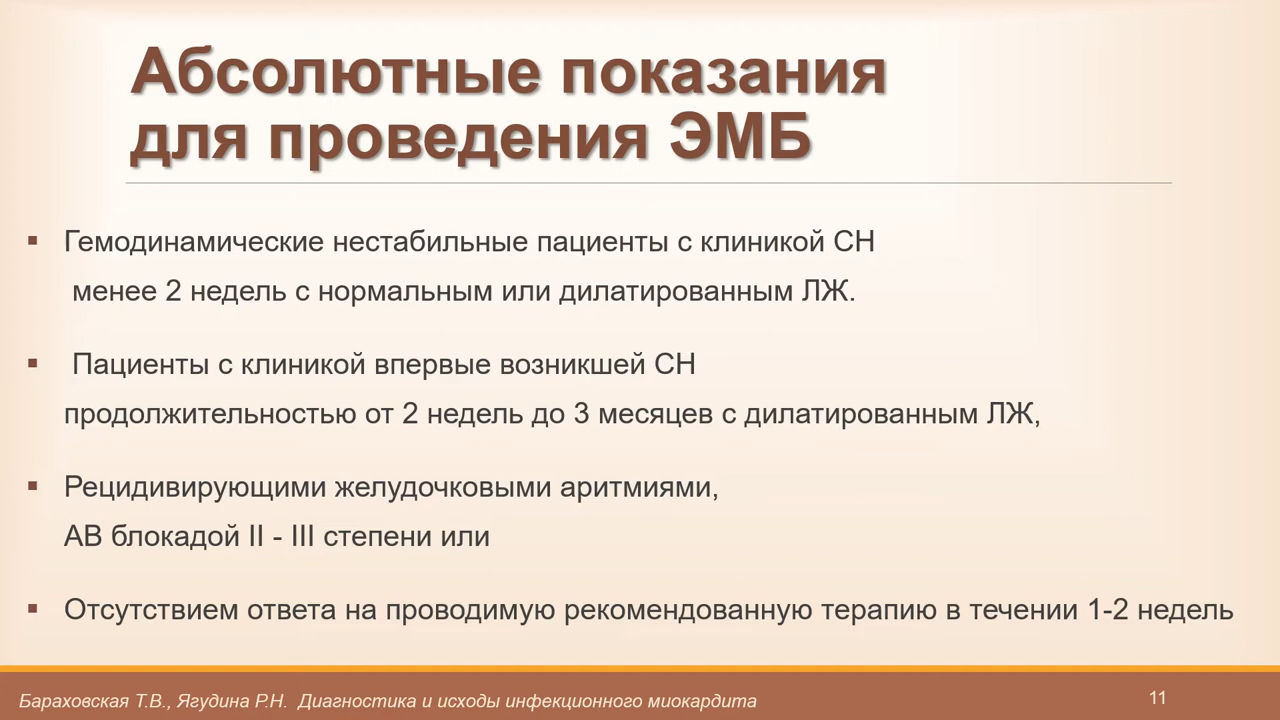 Абсолютные показания
для проведения ЭМБ
▪ Гемодинамические нестабильные пациенты с клиникой СН
менее 2 недель с нормальным или дилатированным ЛЖ.
▪ Пациенты с клиникой впервые возникшей СН
продолжительностью от 2 недель до 3 месяцев с дилатированным ЛЖ,
▪ Рецидивирующими желудочковыми аритмиями,
АВ блокадой II - III степени или
▪ Отсутствием ответа на проводимую рекомендованную терапию в течении 1-2 недель
Бараховская Т.В., Ягудина Р.Н. Диагностика и исходы инфекционного миокардита
11